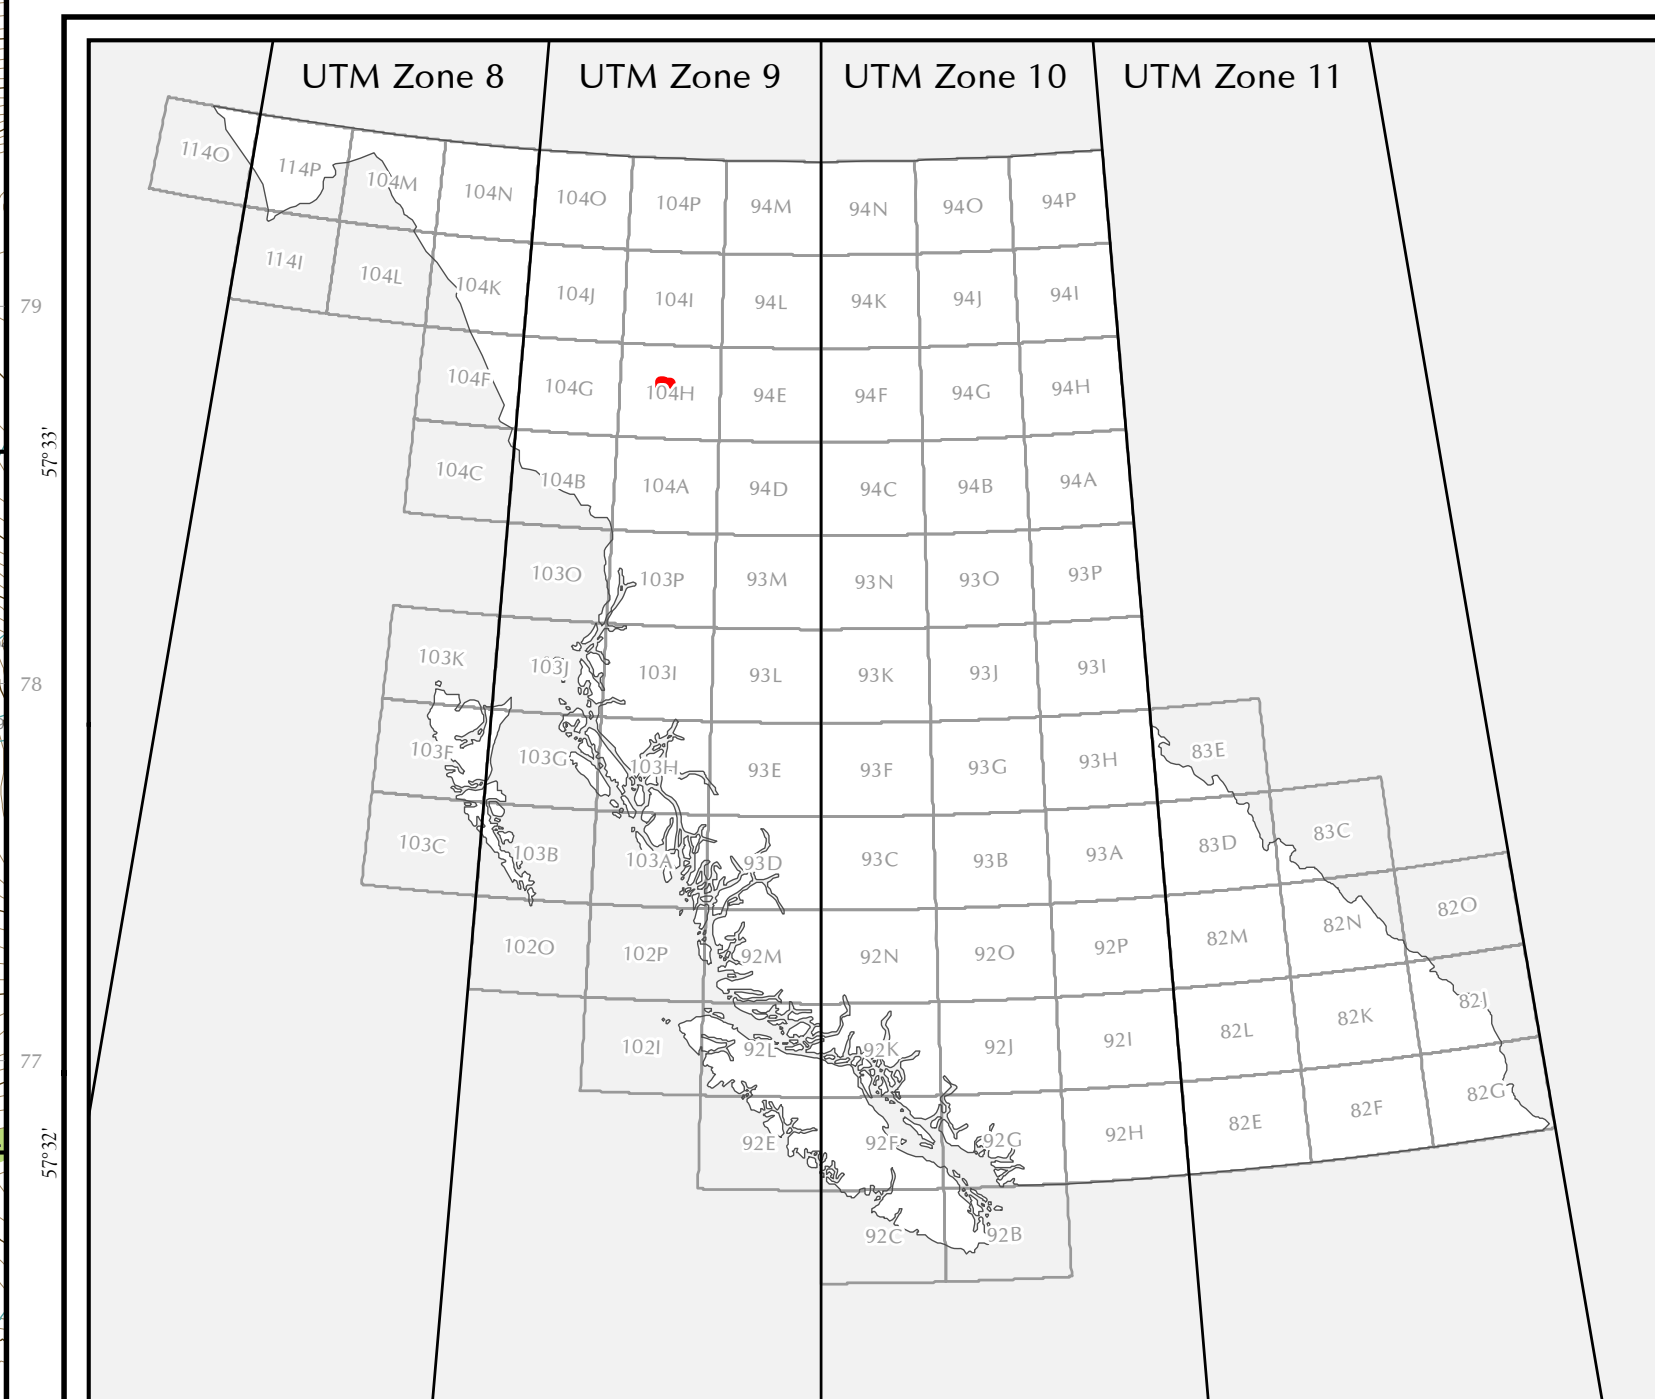 UTM Zone 8 UTM Zone 9 UTM Zone 10 UTM Zone 11
114O 114P 104M 104N 104O 104P 94M 94N 94O 94P
114I 104L 104K 104J 104I 94L 94K 94J 94I
79
104F 104G 104H 94E 94F 94G 94H
57°33'
104C 104B 104A 94D 94C 94B 94A
103O 103P 93M 93N 93O 93P
103K 103J 103I 93L 93K 93J 93I
78
103F 103G 103H 93E 93F 93G 93H 83E
103C 103B 103A 93D 93C 93B 93A 83D 83C
102O 102P 92M 92N 92O 92P 82M 82N 82O
102I 92L 92K 92J 92I 82L 82K 82J
77
92E 92F 92G 92H 82E 82F 82G
57°32'
92C 92B